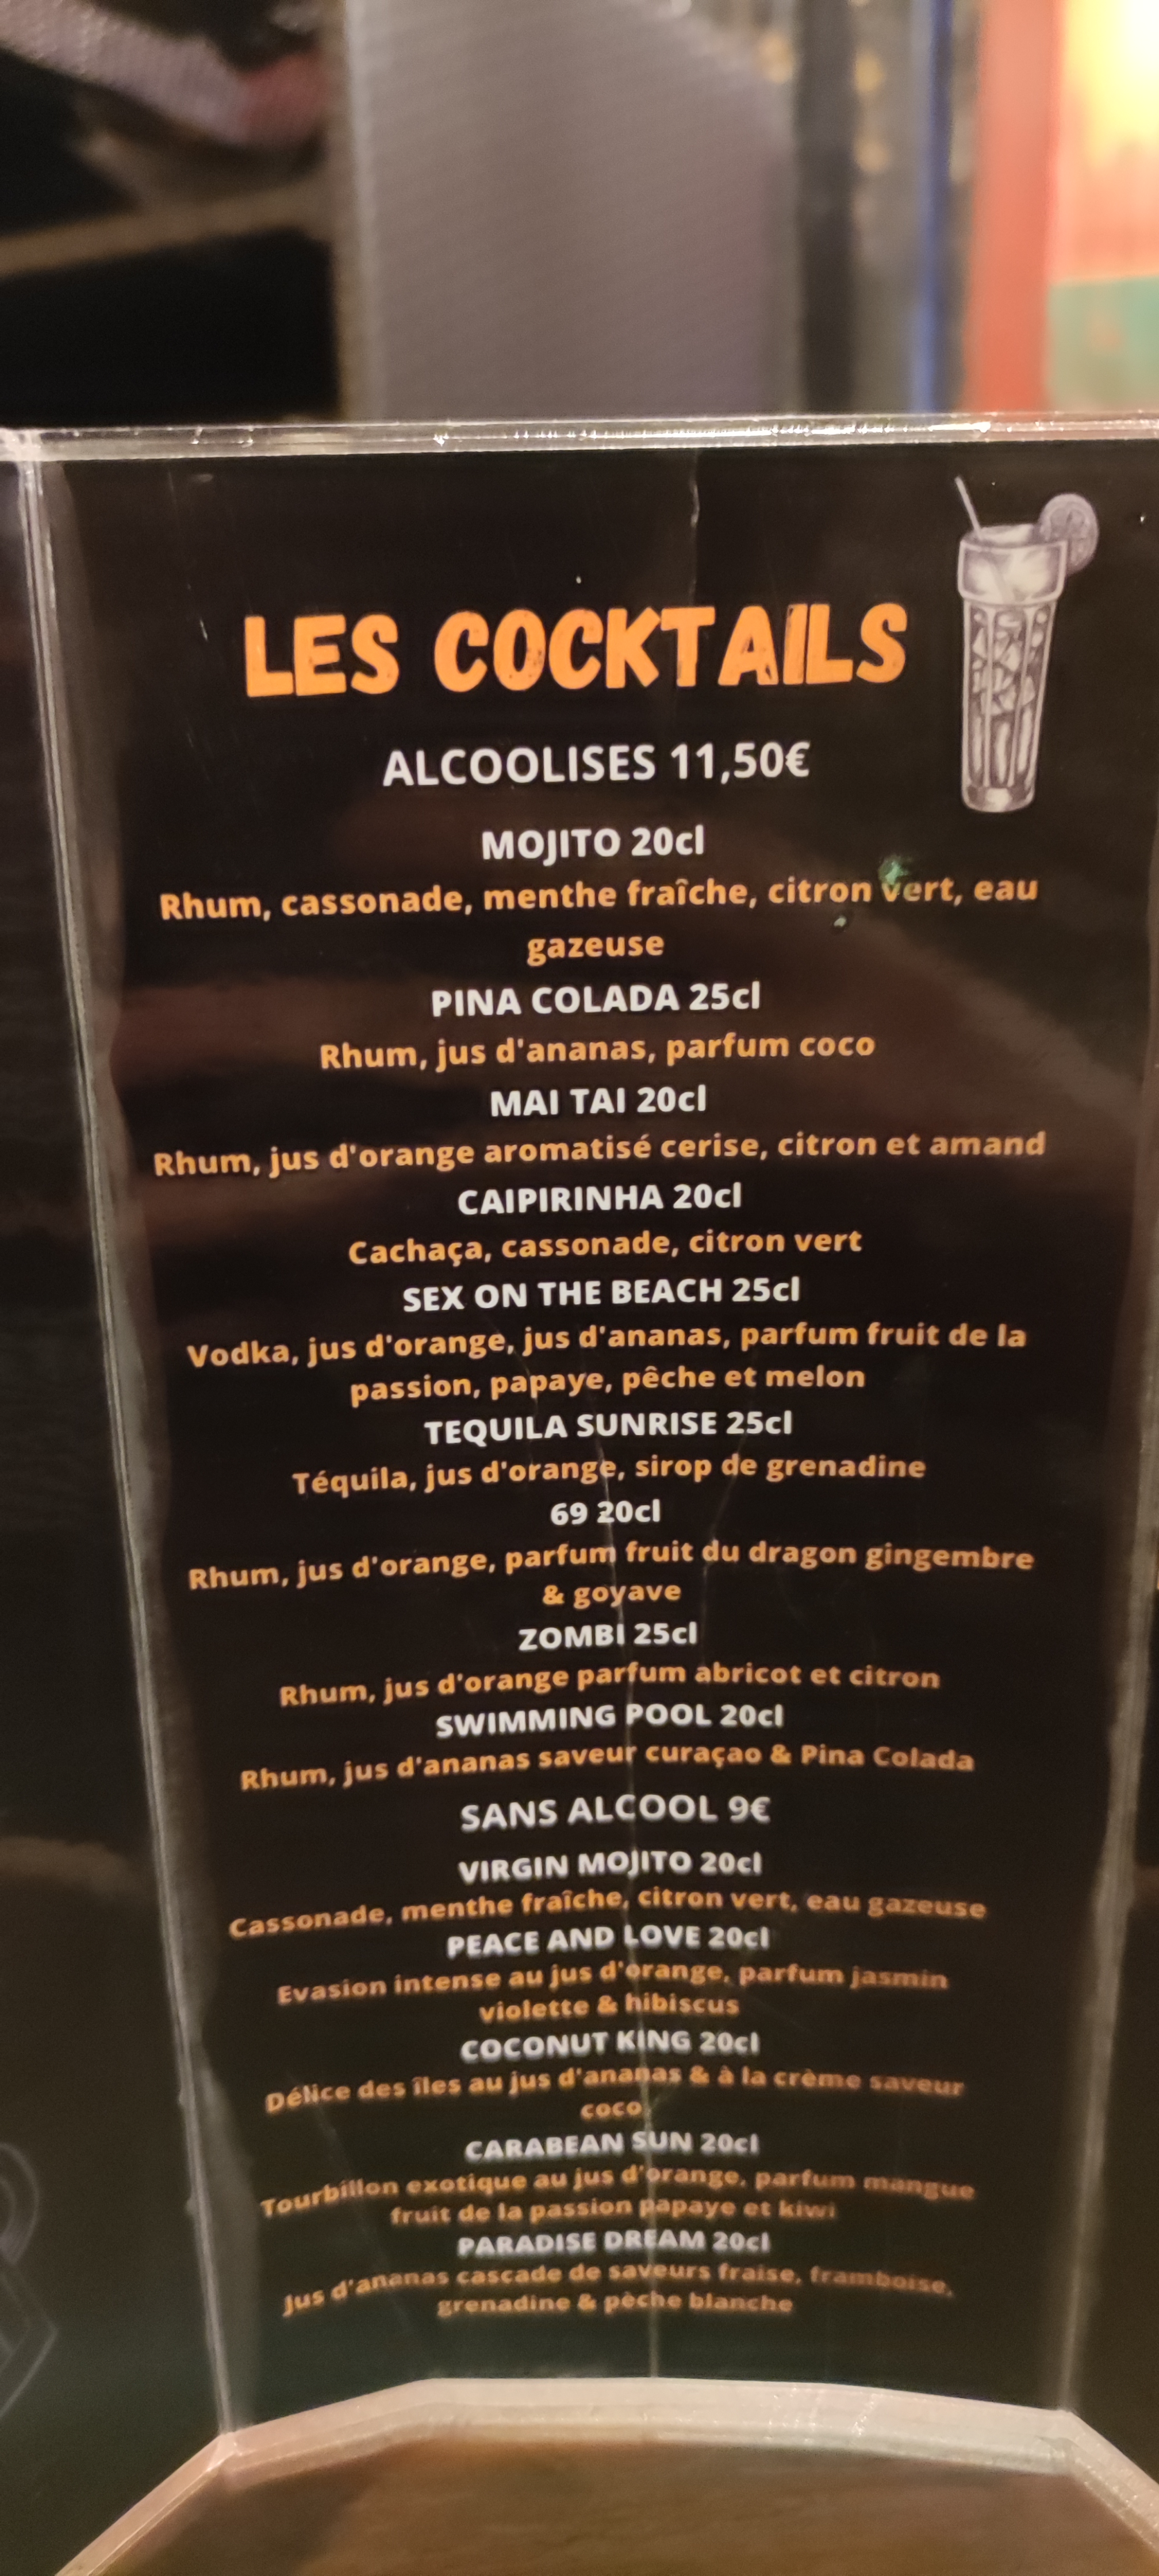 LES COCKTAILS
ALCOOLISES 11,50€
MOJITO 20cl
Rhum, cassonade, menthe fraîche, citron vert, eau
gazeuse
PINA COLADA 25cl
Rhum, jus d'ananas, parfum coco
MAI TAI 20cl
Rhum, jus d'orange aromatisé cerise, citron et amand
CAIPIRINHA 20cl
Cachaça, cassonade, citron vert
SEX ON THE BEACH 25cl
Vodka, jus d'orange, jus d'ananas, parfum fruit de la
passion, papaye, pêche et melon
TEQUILA SUNRISE 25cl
Téquila, jus d'orange, sirop de grenadine
69 20cl
Rhum, jus d'orange, parfum fruit du dragon gingembre
& goyave
ZOMBI 25cl
Rhum, jus d'orange parfum abricot et citron
SWIMMING POOL 20cl
Rhum, jus d'ananas saveur curaçao & Pina Colada
SANS ALCOOL 9€
VIRGIN MOJITO 20cl
Cassonade, menthe fraîche, citron vert, eau gazeuse
PEACE AND LOVE 20cl
Evasion intense au jus d'orange, parfum jasmin
violette & hibiscus
COCONUT KING 20cl
Délice des îles au jus d'ananas & à la crème saveur
coco
CARABEAN SUN 20cl
Tourbillon exotique au jus d'orange, parfum mangue
fruit de la passion papaye et kiwi
PARADISE DREAM 20cl
Jus d'ananas cascade de saveurs fraise, framboise,
grenadine & pèche blanche